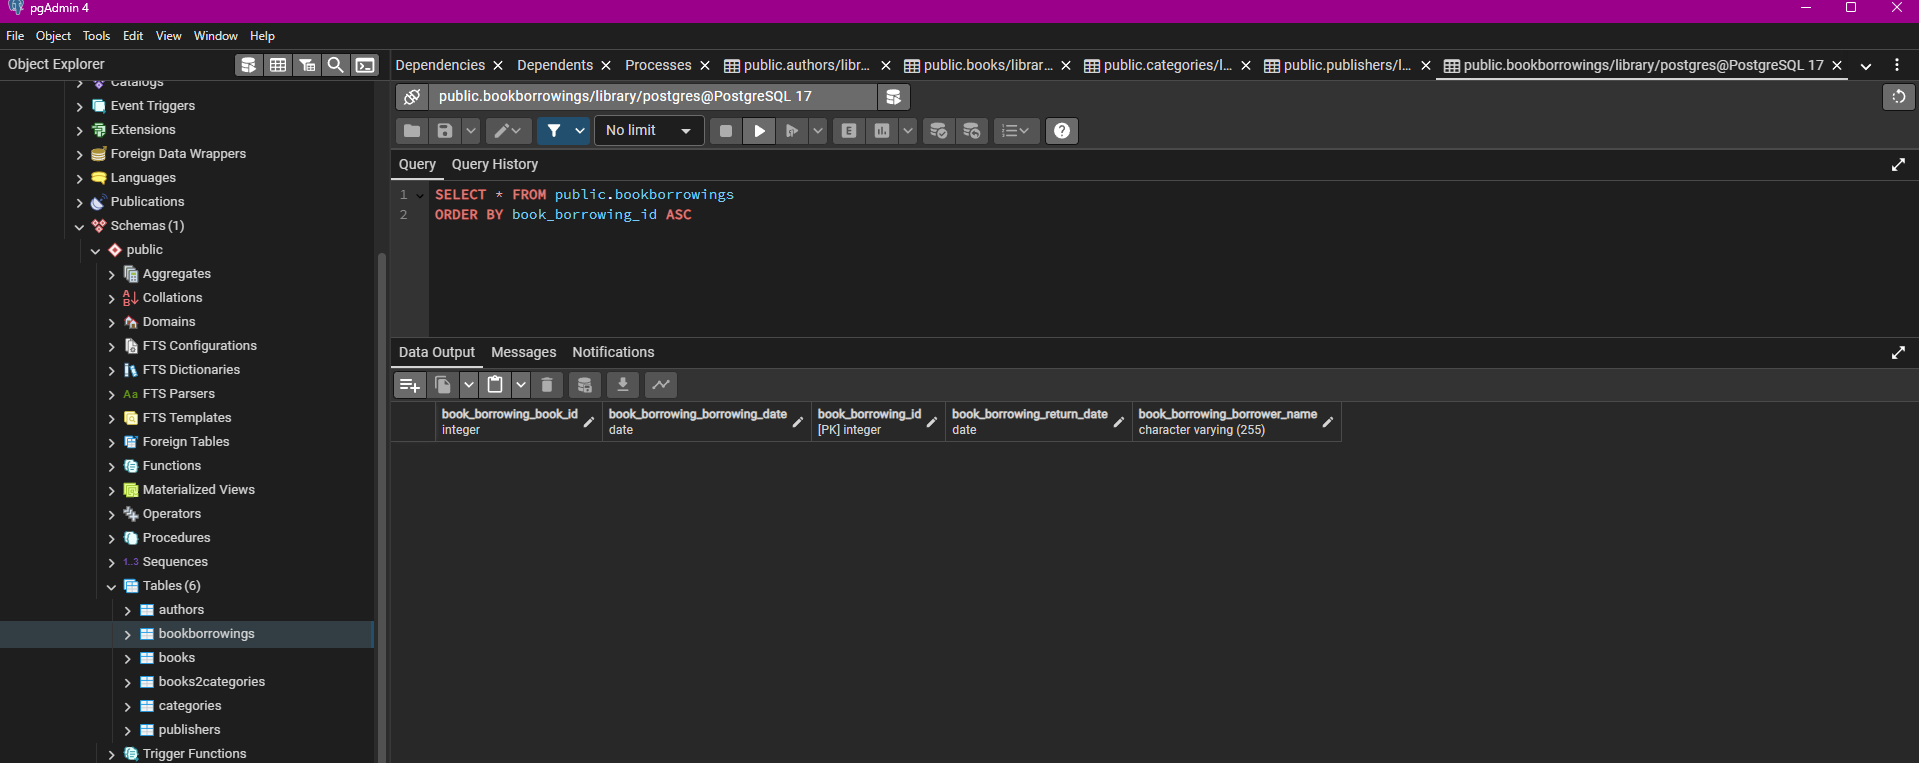 pgAdmin 4
File Object Tools Edit View Window Help
Object Explorer
Catalogs
Event Triggers
Extensions
Foreign Data Wrappers
Languages
Publications
Schemas (1)
public
Aggregates
Collations
Domains
FTS Configurations
FTS Dictionaries
Aa FTS Parsers
FTS Templates
Foreign Tables
Functions
Materialized Views
Operators
Procedures
1..3 Sequences
Tables (6)
authors
bookborrowings
books
books2categories
categories
publishers
Trigger Functions
Dependencies Dependents Processes public.authors/libr... public.books/librar... public.categories/l... public.publishers/l... public.bookborrowings/library/postgres@PostgreSQL 17
public.bookborrowings/library/postgres@PostgreSQL 17
No limit E
Query Query History
1 SELECT * FROM public.bookborrowings
2 ORDER BY book_borrowing_id ASC
Data Output Messages Notifications
book_borrowing_book_id book_borrowing_borrowing_date book_borrowing_id book_borrowing_return_date book_borrowing_borrower_name
integer date [PK] integer date character varying (255)